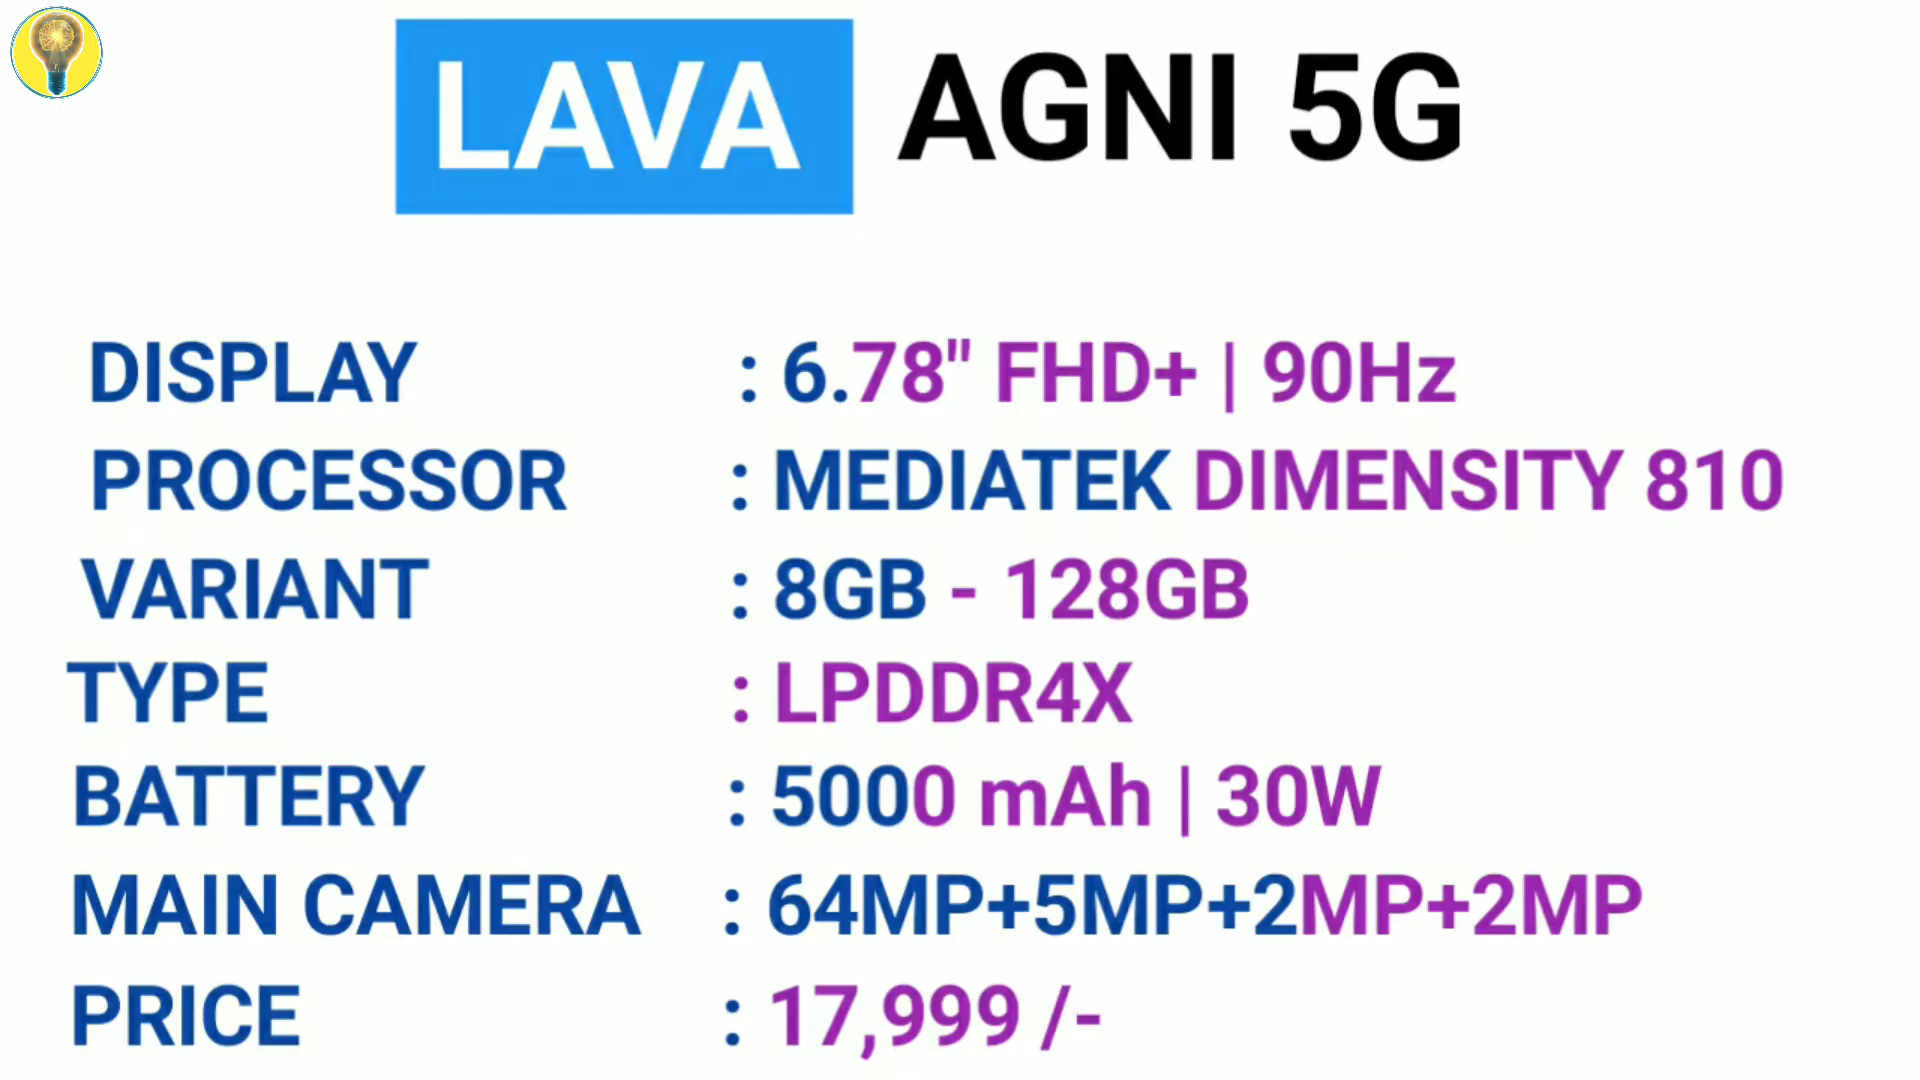 LAVA AGNI 5G
DISPLAY : 6.78" FHD+ | 90Hz
PROCESSOR : MEDIATEK DIMENSITY 810
VARIANT : 8GB - 128GB
TYPE : LPDDR4X
BATTERY : 5000 mAh | 30W
MAIN CAMERA : 64MP+5MP+2MP+2MP
PRICE : 17,999 /-